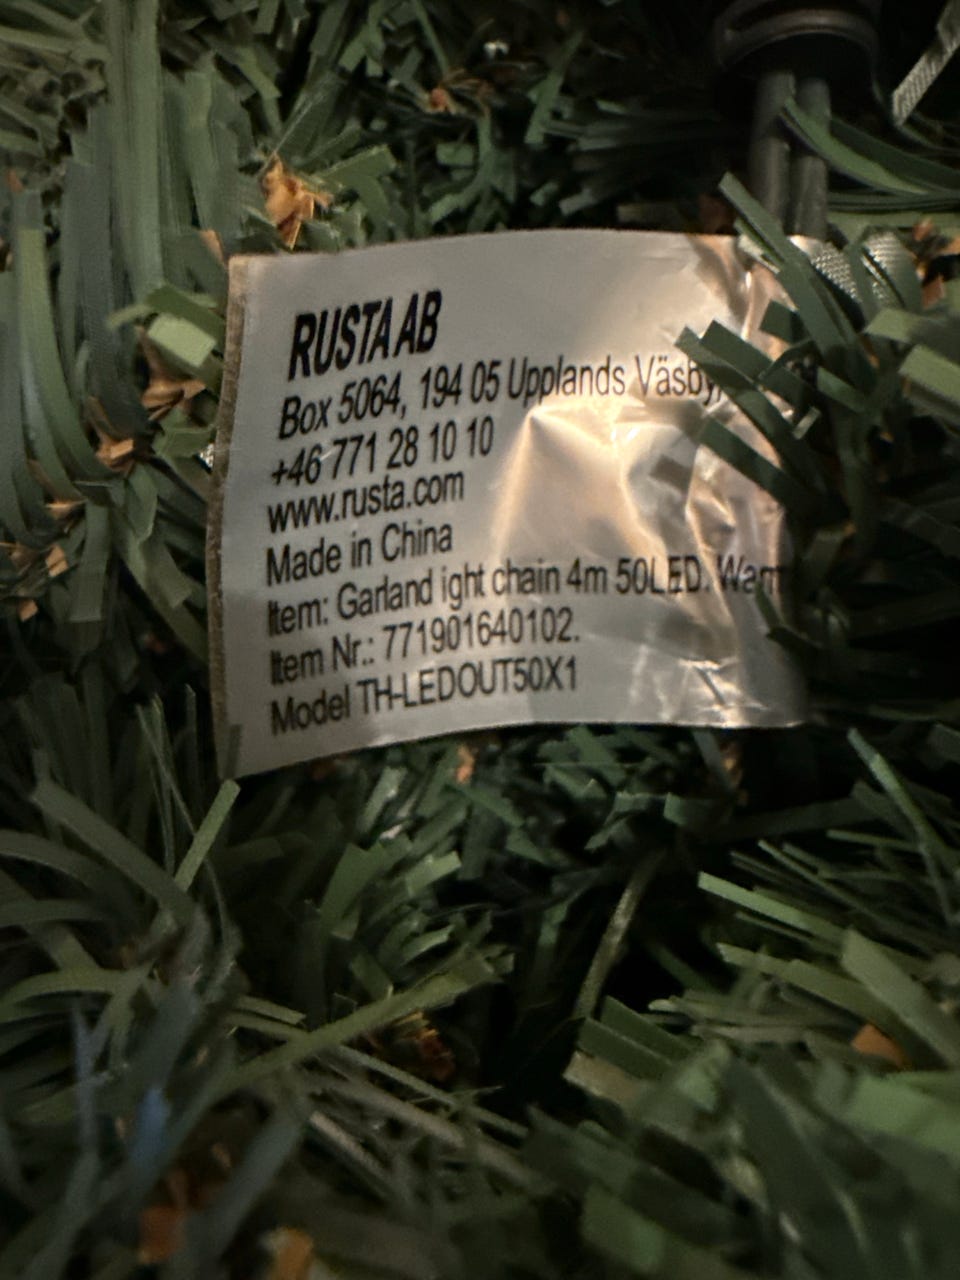 RUSTA AB
Box 5064, 194 05 Upplands Väsby,
+46 771 28 10 10
www.rusta.com
Made in China
Item: Garland ight chain 4m 50LED. Warm
Item Nr.: 771901640102.
Model TH-LEDOUT50X1